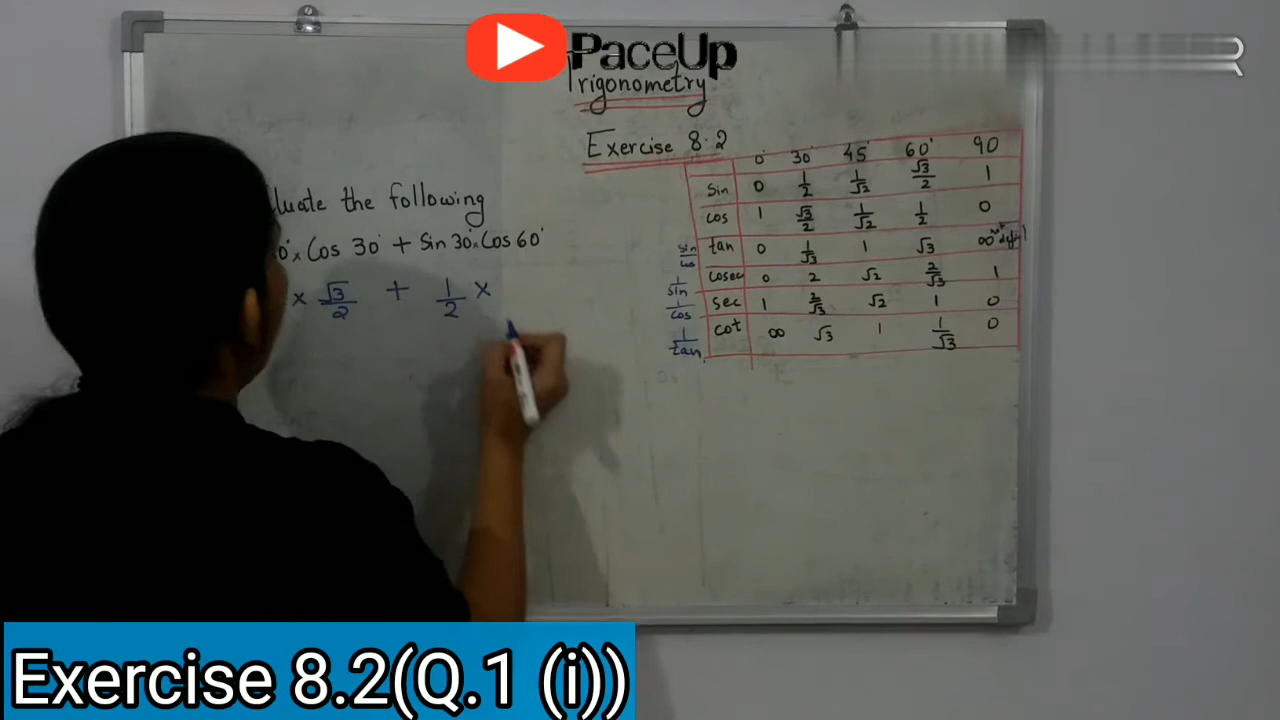 PaceUp
Trigonometry
Exercise 8.2
0° 30° 45° 60° 90
sin 0 1/2 1/√2 √3/2 1
cos 1 √3/2 1/√2 1/2 0
sin/cos tan 0 1/√3 1 √3 ∞
1/sin cosec 0 2 √2 2/√3 1
1/cos sec 1 2/√3 √2 1 0
1/tan cot ∞ √3 1 1/√3 0
luate the following
0° × Cos 30° + Sin 30° × Cos 60°
× √3/2 + 1/2 ×
Exercise 8.2(Q.1 (i))